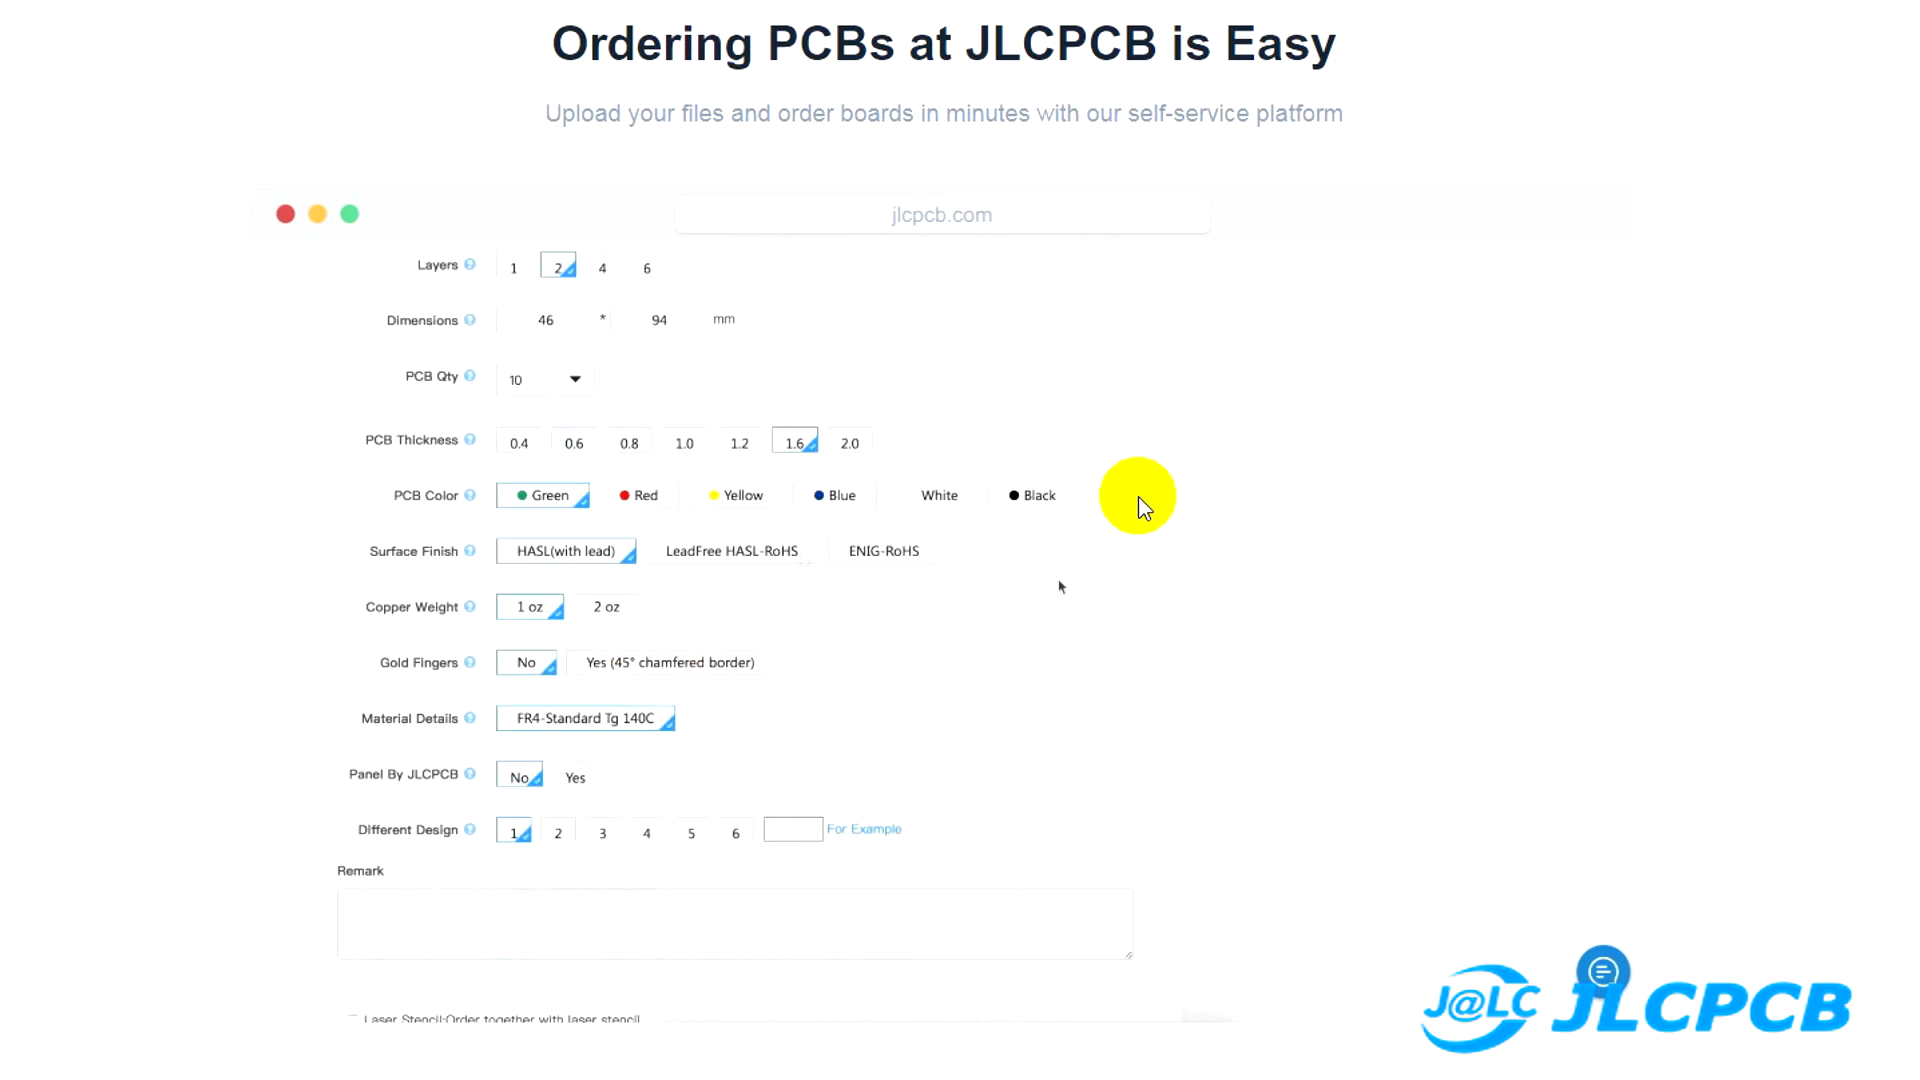 Ordering PCBs at JLCPCB is Easy
Upload your files and order boards in minutes with our self-service platform
jlcpcb.com
Layers 1 2 4 6
Dimensions 46 * 94 mm
PCB Qty 10
PCB Thickness 0.4 0.6 0.8 1.0 1.2 1.6 2.0
PCB Color Green Red Yellow Blue White Black
Surface Finish HASL(with lead) LeadFree HASL-RoHS ENIG-RoHS
Copper Weight 1 oz 2 oz
Gold Fingers No Yes (45° chamfered border)
Material Details FR4-Standard Tg 140C
Panel By JLCPCB No Yes
Different Design 1 2 3 4 5 6 For Example
Remark
Laser Stencil:Order together with laser stencil
J@LC JLCPCB